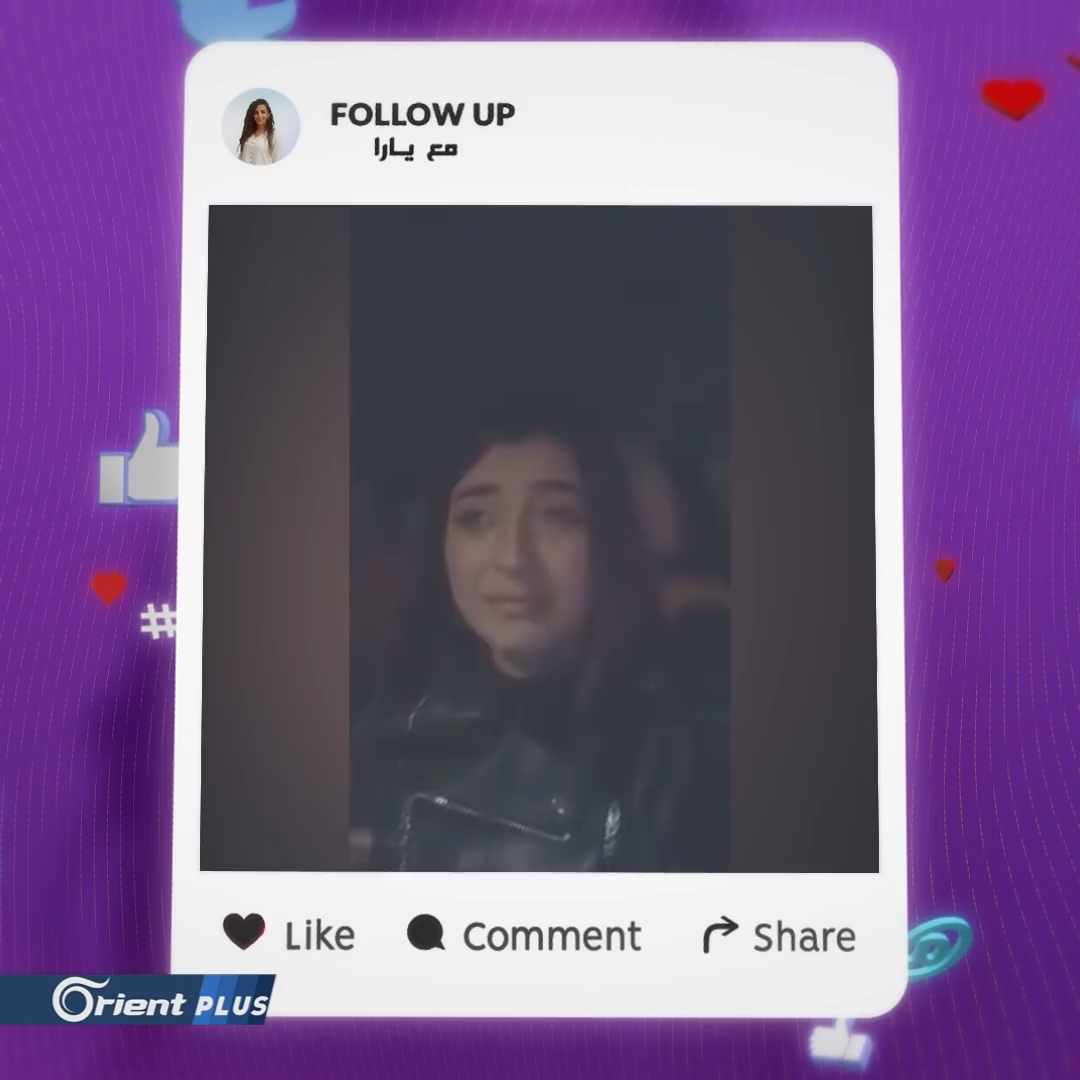 FOLLOW UP
مع يارا
Like
Comment
Share
Orient PLUS